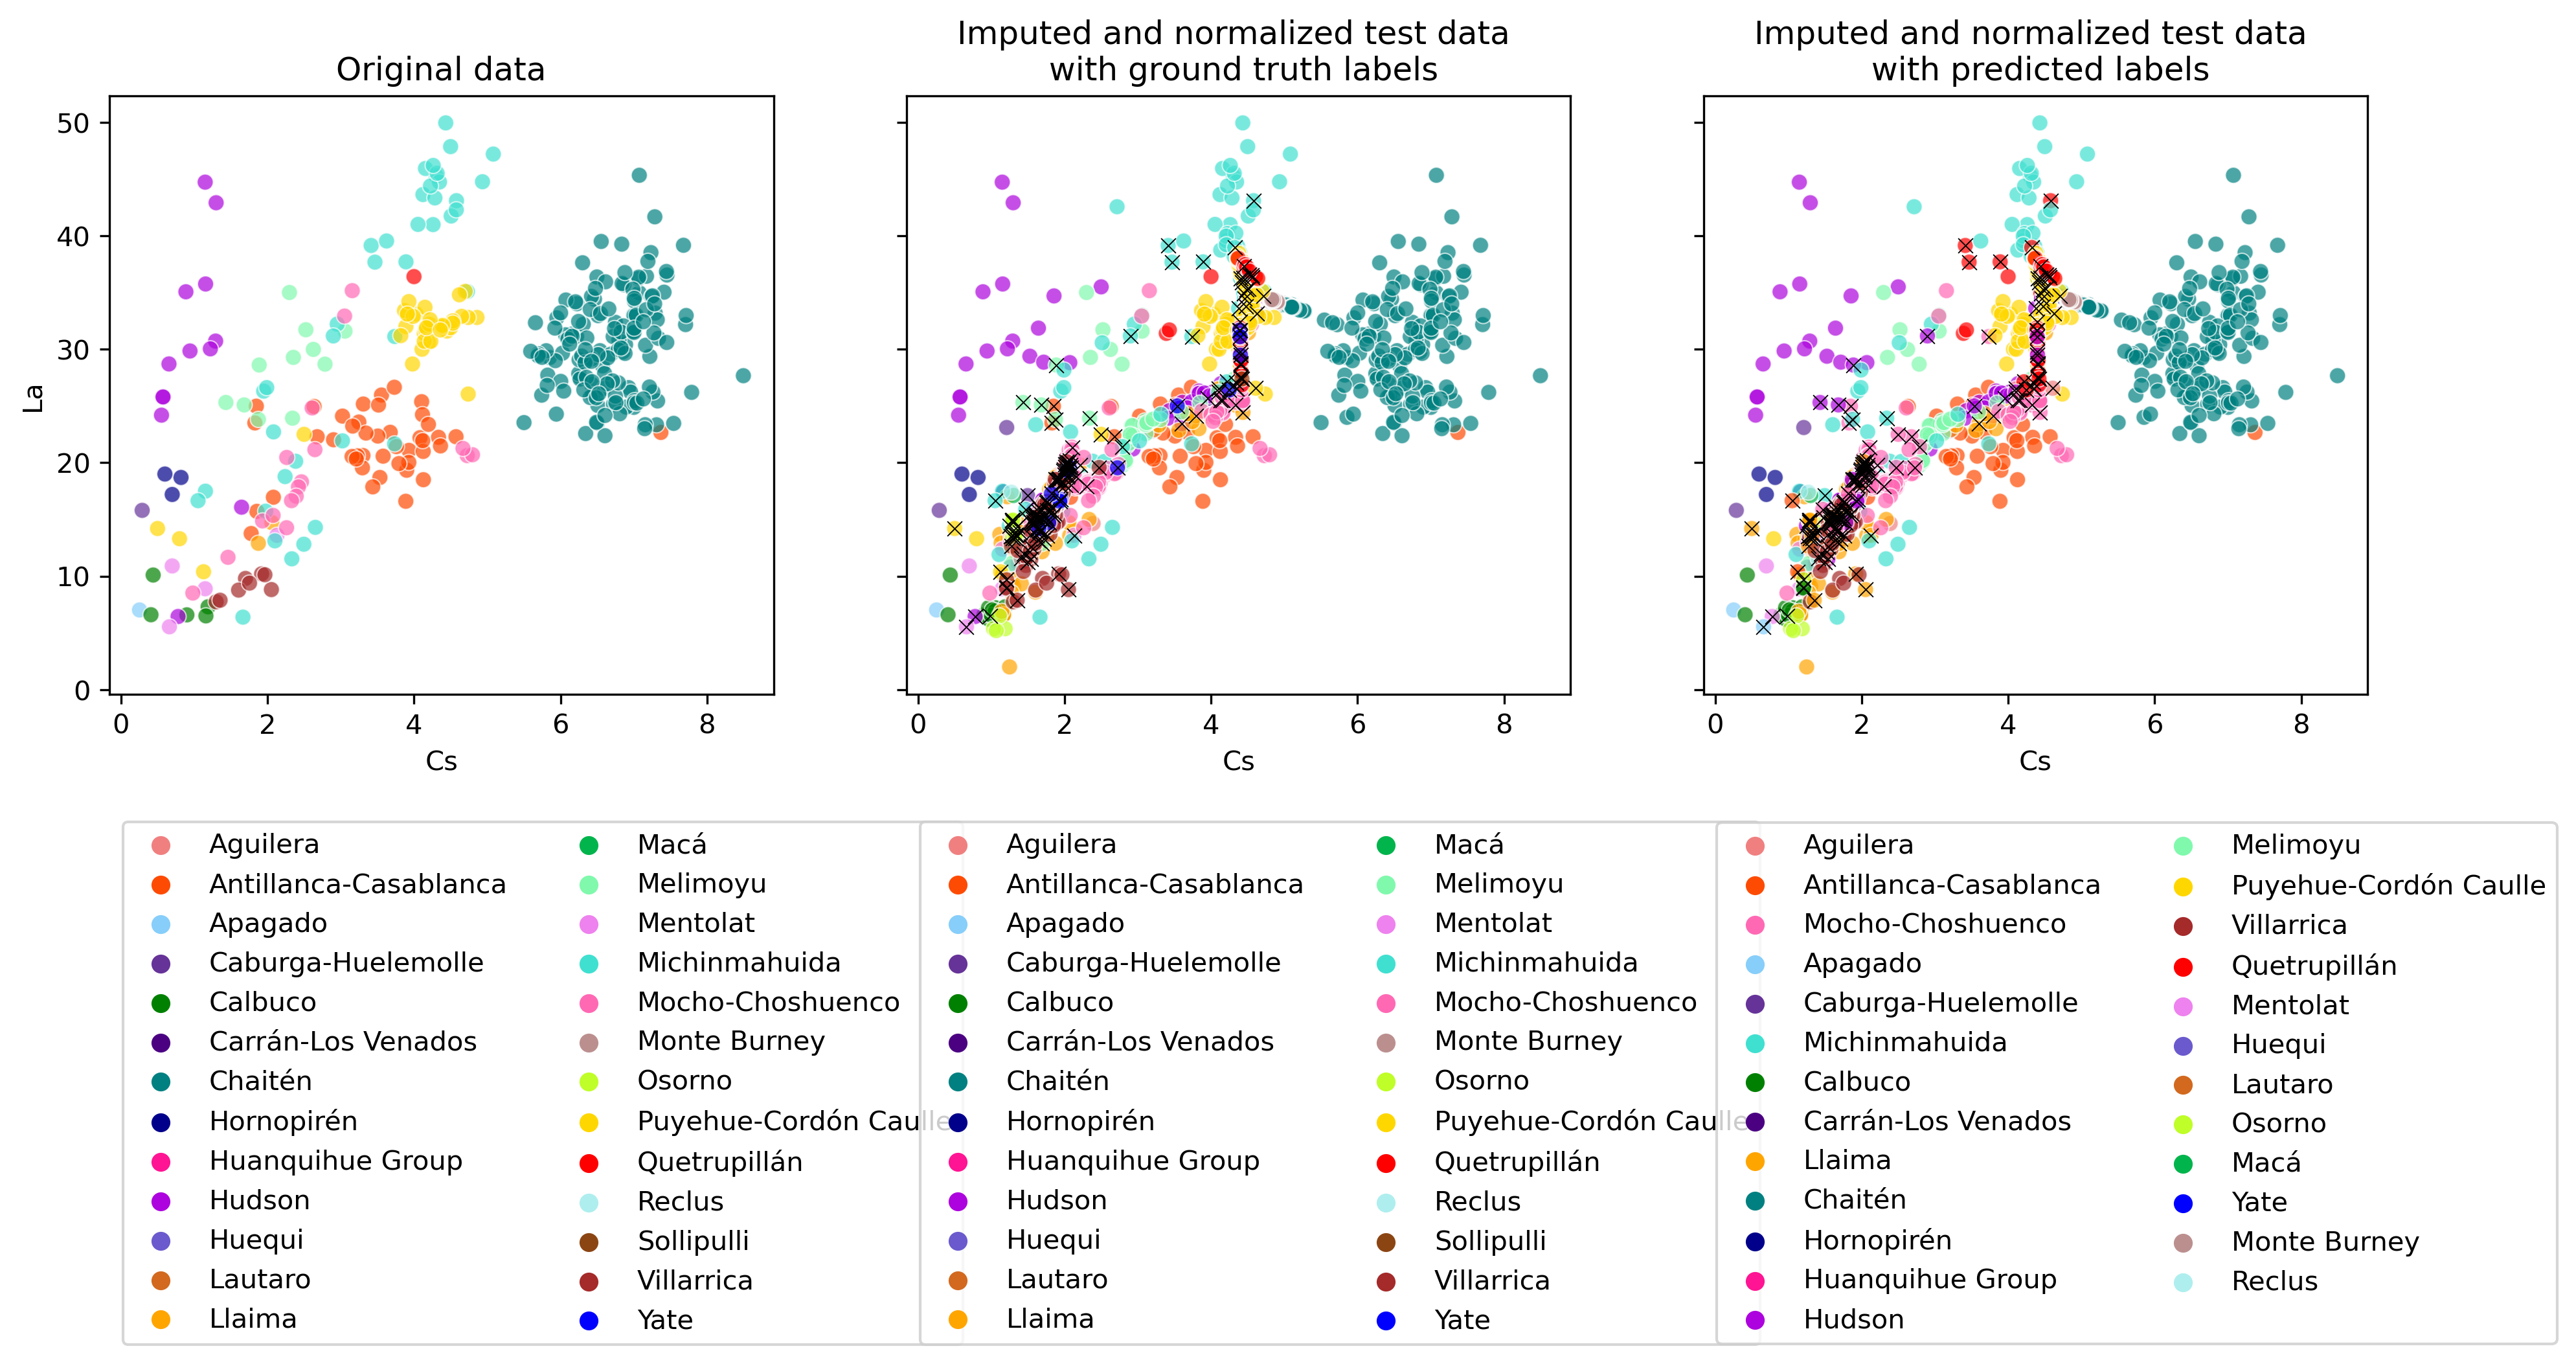 Original data
Imputed and normalized test data
with ground truth labels
Imputed and normalized test data
with predicted labels
La
50
40
30
20
10
0
0 2 4 6 8
Cs
0 2 4 6 8
Cs
0 2 4 6 8
Cs
Aguilera
Antillanca-Casablanca
Apagado
Caburga-Huelemolle
Calbuco
Carrán-Los Venados
Chaitén
Hornopirén
Huanquihue Group
Hudson
Huequi
Lautaro
Llaima
Macá
Melimoyu
Mentolat
Michinmahuida
Mocho-Choshuenco
Monte Burney
Osorno
Puyehue-Cordón Caulle
Quetrupillán
Reclus
Sollipulli
Villarrica
Yate
Aguilera
Antillanca-Casablanca
Apagado
Caburga-Huelemolle
Calbuco
Carrán-Los Venados
Chaitén
Hornopirén
Huanquihue Group
Hudson
Huequi
Lautaro
Llaima
Macá
Melimoyu
Mentolat
Michinmahuida
Mocho-Choshuenco
Monte Burney
Osorno
Puyehue-Cordón Caulle
Quetrupillán
Reclus
Sollipulli
Villarrica
Yate
Aguilera
Antillanca-Casablanca
Mocho-Choshuenco
Apagado
Caburga-Huelemolle
Michinmahuida
Calbuco
Carrán-Los Venados
Llaima
Chaitén
Hornopirén
Huanquihue Group
Hudson
Melimoyu
Puyehue-Cordón Caulle
Villarrica
Quetrupillán
Mentolat
Huequi
Lautaro
Osorno
Macá
Yate
Monte Burney
Reclus